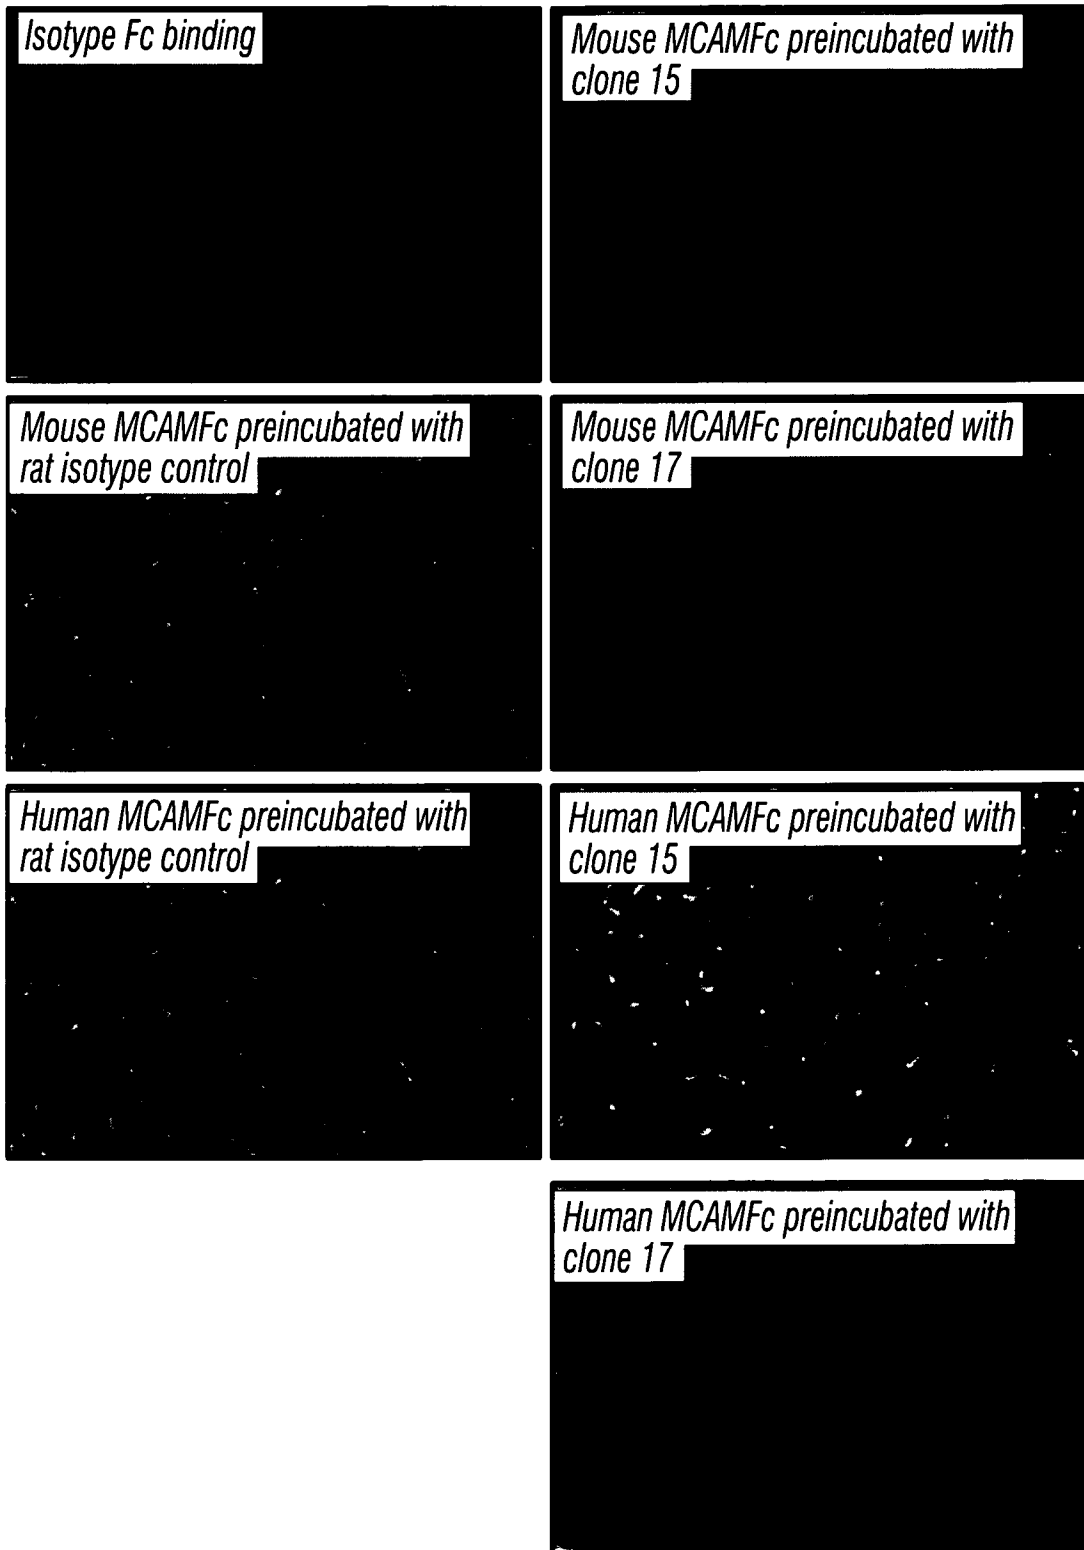 Isotype Fc binding
Mouse MCAMFc preincubated with
clone 15
Mouse MCAMFc preincubated with
rat isotype control
Mouse MCAMFc preincubated with
clone 17
Human MCAMFc preincubated with
rat isotype control
Human MCAMFc preincubated with
clone 15
Human MCAMFc preincubated with
clone 17